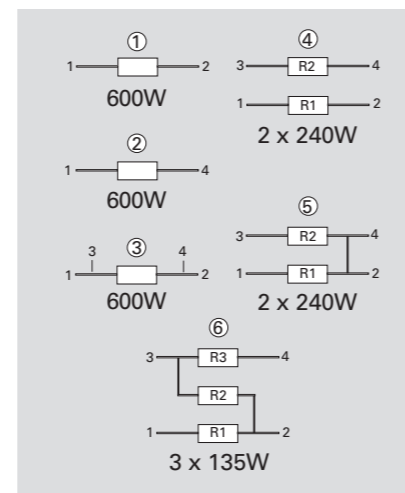 ①
1 2
600W
②
1 4
600W
③
3 4
1 2
600W
④
3 R2 4
1 R1 2
2 x 240W
⑤
3 R2 4
1 R1 2
2 x 240W
⑥
3 R3 4
R2
1 R1 2
3 x 135W